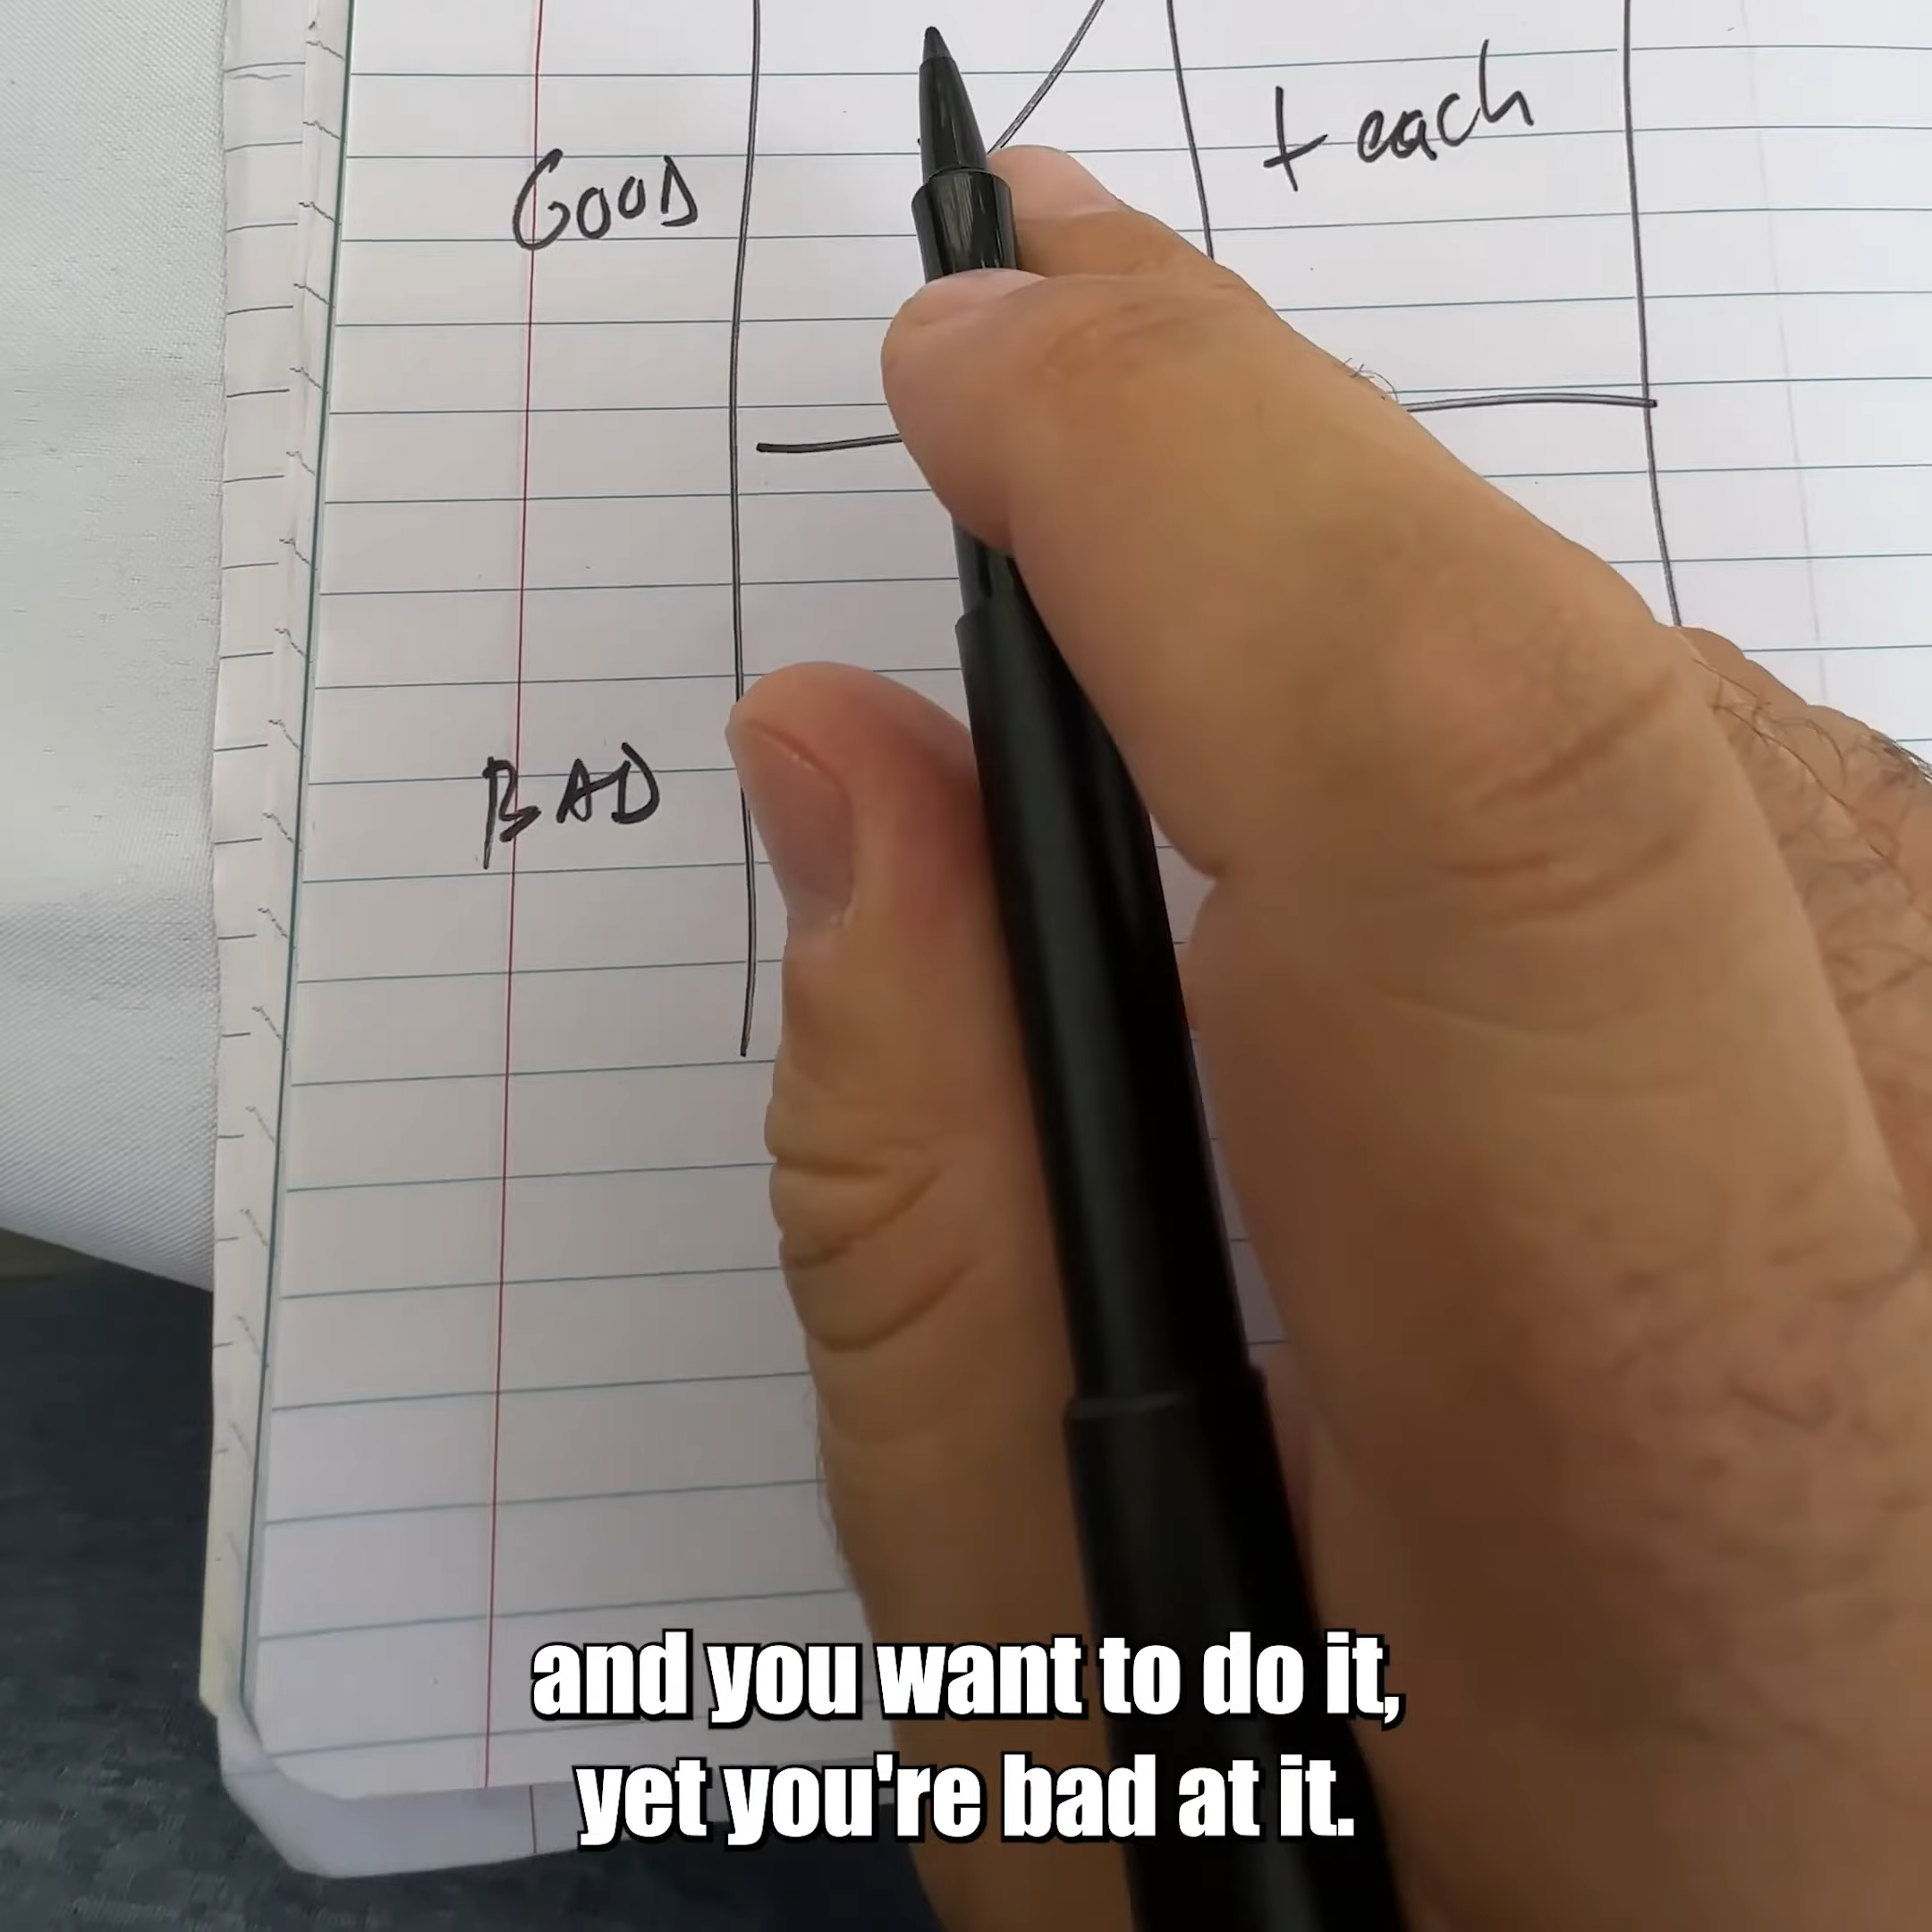 teach
GOOD
BAD
and you want to do it,
yet you're bad at it.